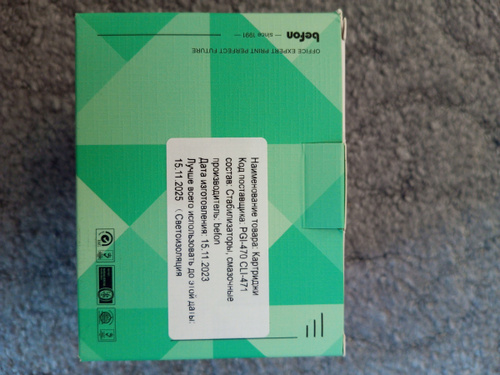 befon — since 1991 —
OFFICE EXPERT PRINT PERFECT FUTURE
Наименование товара: Картриджи
Код поставщика: PGI-470 CLI-471
состав: Стабилизаторы, смазочные
производитель: befon
Дата изготовления: 15.11.2023
Лучше всего использовать до этой даты:
15.11.2025 (Светоизоляция